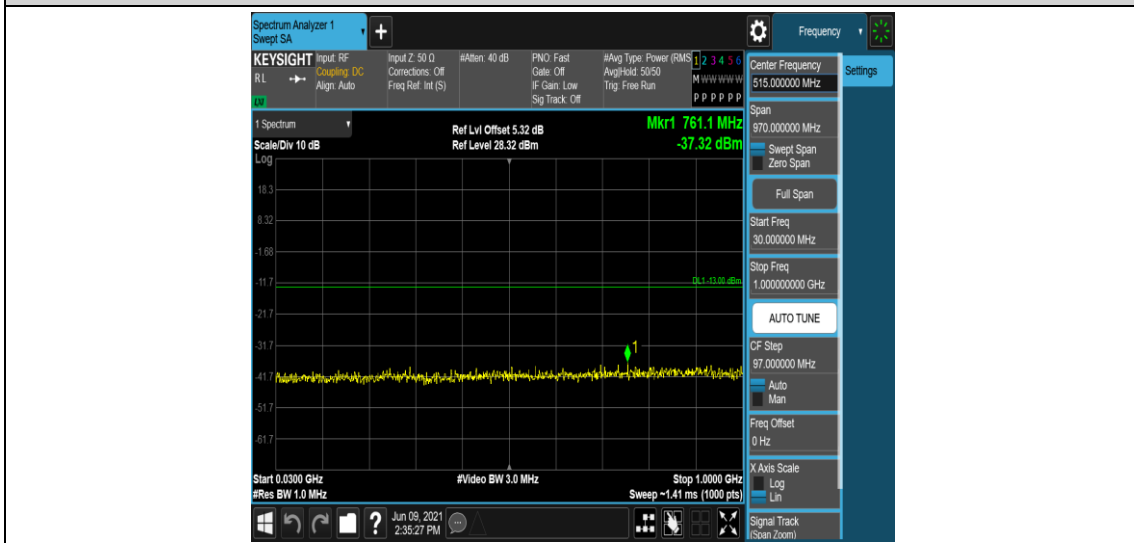 Spectrum Analyzer 1
Swept SA
+
Frequency
KEYSIGHT
RL
Input: RF
Coupling: DC
Align: Auto
Input Z: 50 Ω
Corrections: Off
Freq Ref: Int (S)
#Atten: 40 dB
PNO: Fast
Gate: Off
IF Gain: Low
Sig Track: Off
#Avg Type: Power (RMS
Avg|Hold: 50/50
Trig: Free Run
1 2 3 4 5 6
M W W W W W
P P P P P P
LXI
1 Spectrum
Scale/Div 10 dB
Ref Lvl Offset 5.32 dB
Ref Level 28.32 dBm
Mkr1 761.1 MHz
-37.32 dBm
Log
18.3
8.32
-1.68
-11.7
DL1 -13.00 dBm
-21.7
-31.7
1
-41.7
-51.7
-61.7
Start 0.0300 GHz
#Res BW 1.0 MHz
#Video BW 3.0 MHz
Stop 1.0000 GHz
Sweep ~1.41 ms (1000 pts)
Jun 09, 2021
2:35:27 PM
?
Center Frequency
515.000000 MHz
Settings
Span
970.000000 MHz
Swept Span
Zero Span
Full Span
Start Freq
30.000000 MHz
Stop Freq
1.000000000 GHz
AUTO TUNE
CF Step
97.000000 MHz
Auto
Man
Freq Offset
0 Hz
X Axis Scale
Log
Lin
Signal Track
(Span Zoom)